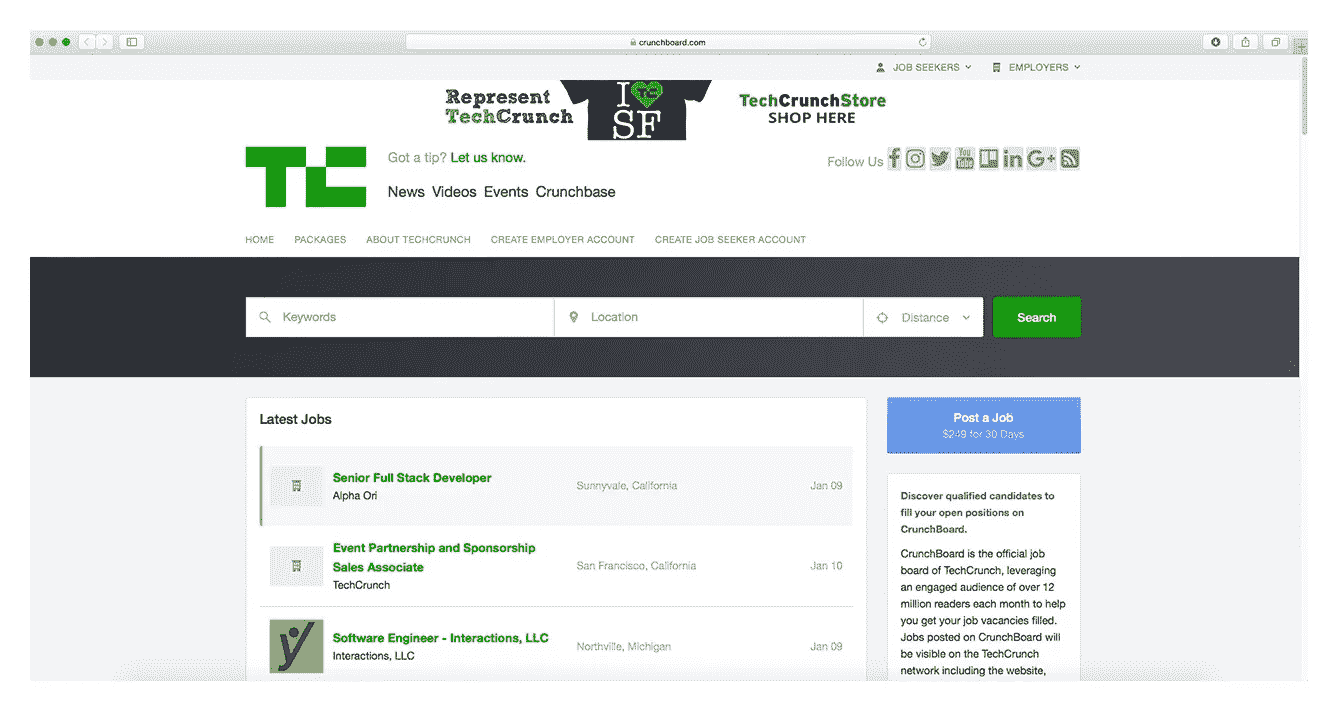 crunchboard.com
JOB SEEKERS
EMPLOYERS
Represent
TechCrunch
I TC
SF
TechCrunchStore
SHOP HERE
TC
Got a tip? Let us know.
News Videos Events Crunchbase
Follow Us f You Tube in G+
HOME PACKAGES ABOUT TECHCRUNCH CREATE EMPLOYER ACCOUNT CREATE JOB SEEKER ACCOUNT
Keywords
Location
Distance
Search
Latest Jobs
Senior Full Stack Developer
Alpha Ori
Sunnyvale, California
Jan 09
Event Partnership and Sponsorship
Sales Associate
TechCrunch
San Francisco, California
Jan 10
Software Engineer - Interactions, LLC
Interactions, LLC
Northville, Michigan
Jan 09
Post a Job
$249 for 30 Days
Discover qualified candidates to
fill your open positions on
CrunchBoard.
CrunchBoard is the official job
board of TechCrunch, leveraging
an engaged audience of over 12
million readers each month to help
you get your job vacancies filled.
Jobs posted on CrunchBoard will
be visible on the TechCrunch
network including the website,